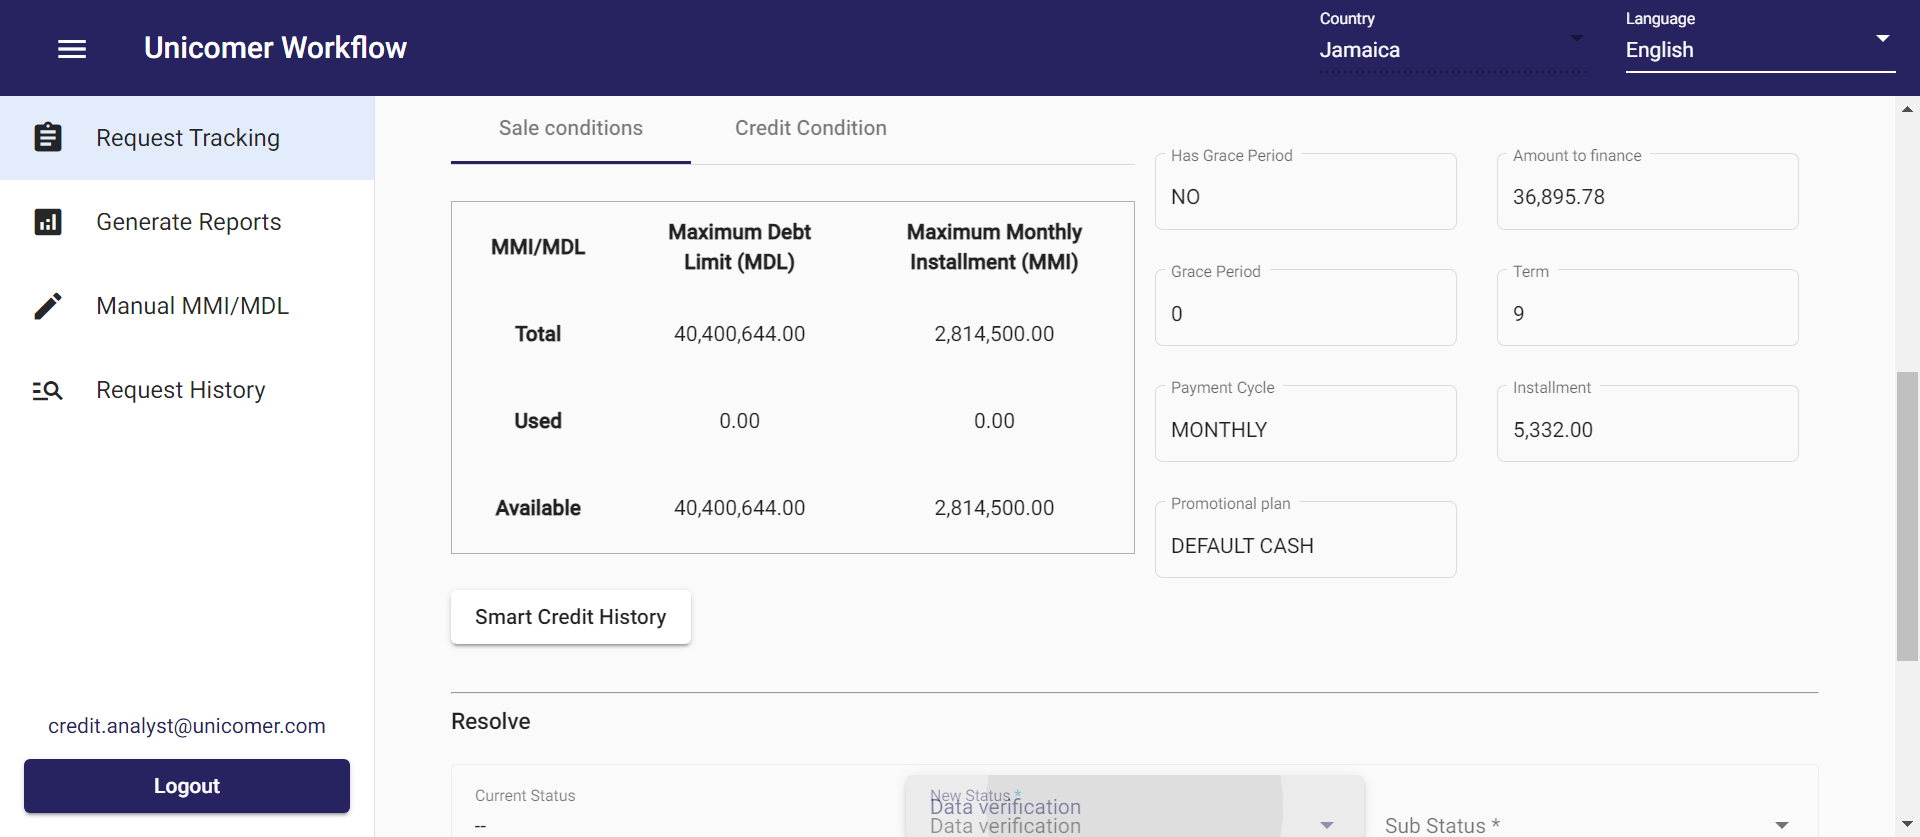 Unicomer Workflow
Country
Jamaica
Language
English
Request Tracking
Generate Reports
Manual MMI/MDL
Request History
credit.analyst@unicomer.com
Logout
Sale conditions
Credit Condition
MMI/MDL
Maximum Debt
Limit (MDL)
Maximum Monthly
Installment (MMI)
Total
40,400,644.00
2,814,500.00
Used
0.00
0.00
Available
40,400,644.00
2,814,500.00
Smart Credit History
Has Grace Period
NO
Amount to finance
36,895.78
Grace Period
0
Term
9
Payment Cycle
MONTHLY
Installment
5,332.00
Promotional plan
DEFAULT CASH
Resolve
Current Status
--
New Status *
Data verification
Data verification
Sub Status *